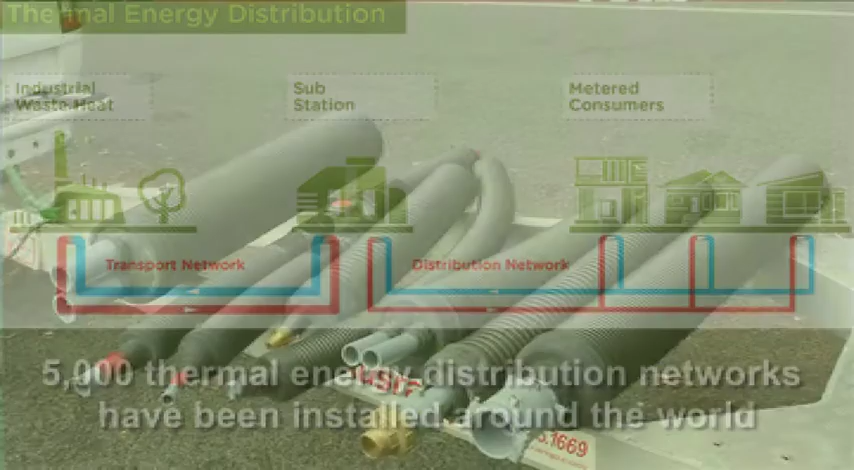 Thermal Energy Distribution
Industrial
Waste Heat
Sub
Station
Metered
Consumers
Transport Network
Distribution Network
5,000 thermal energy distribution networks
have been installed around the world
.1669